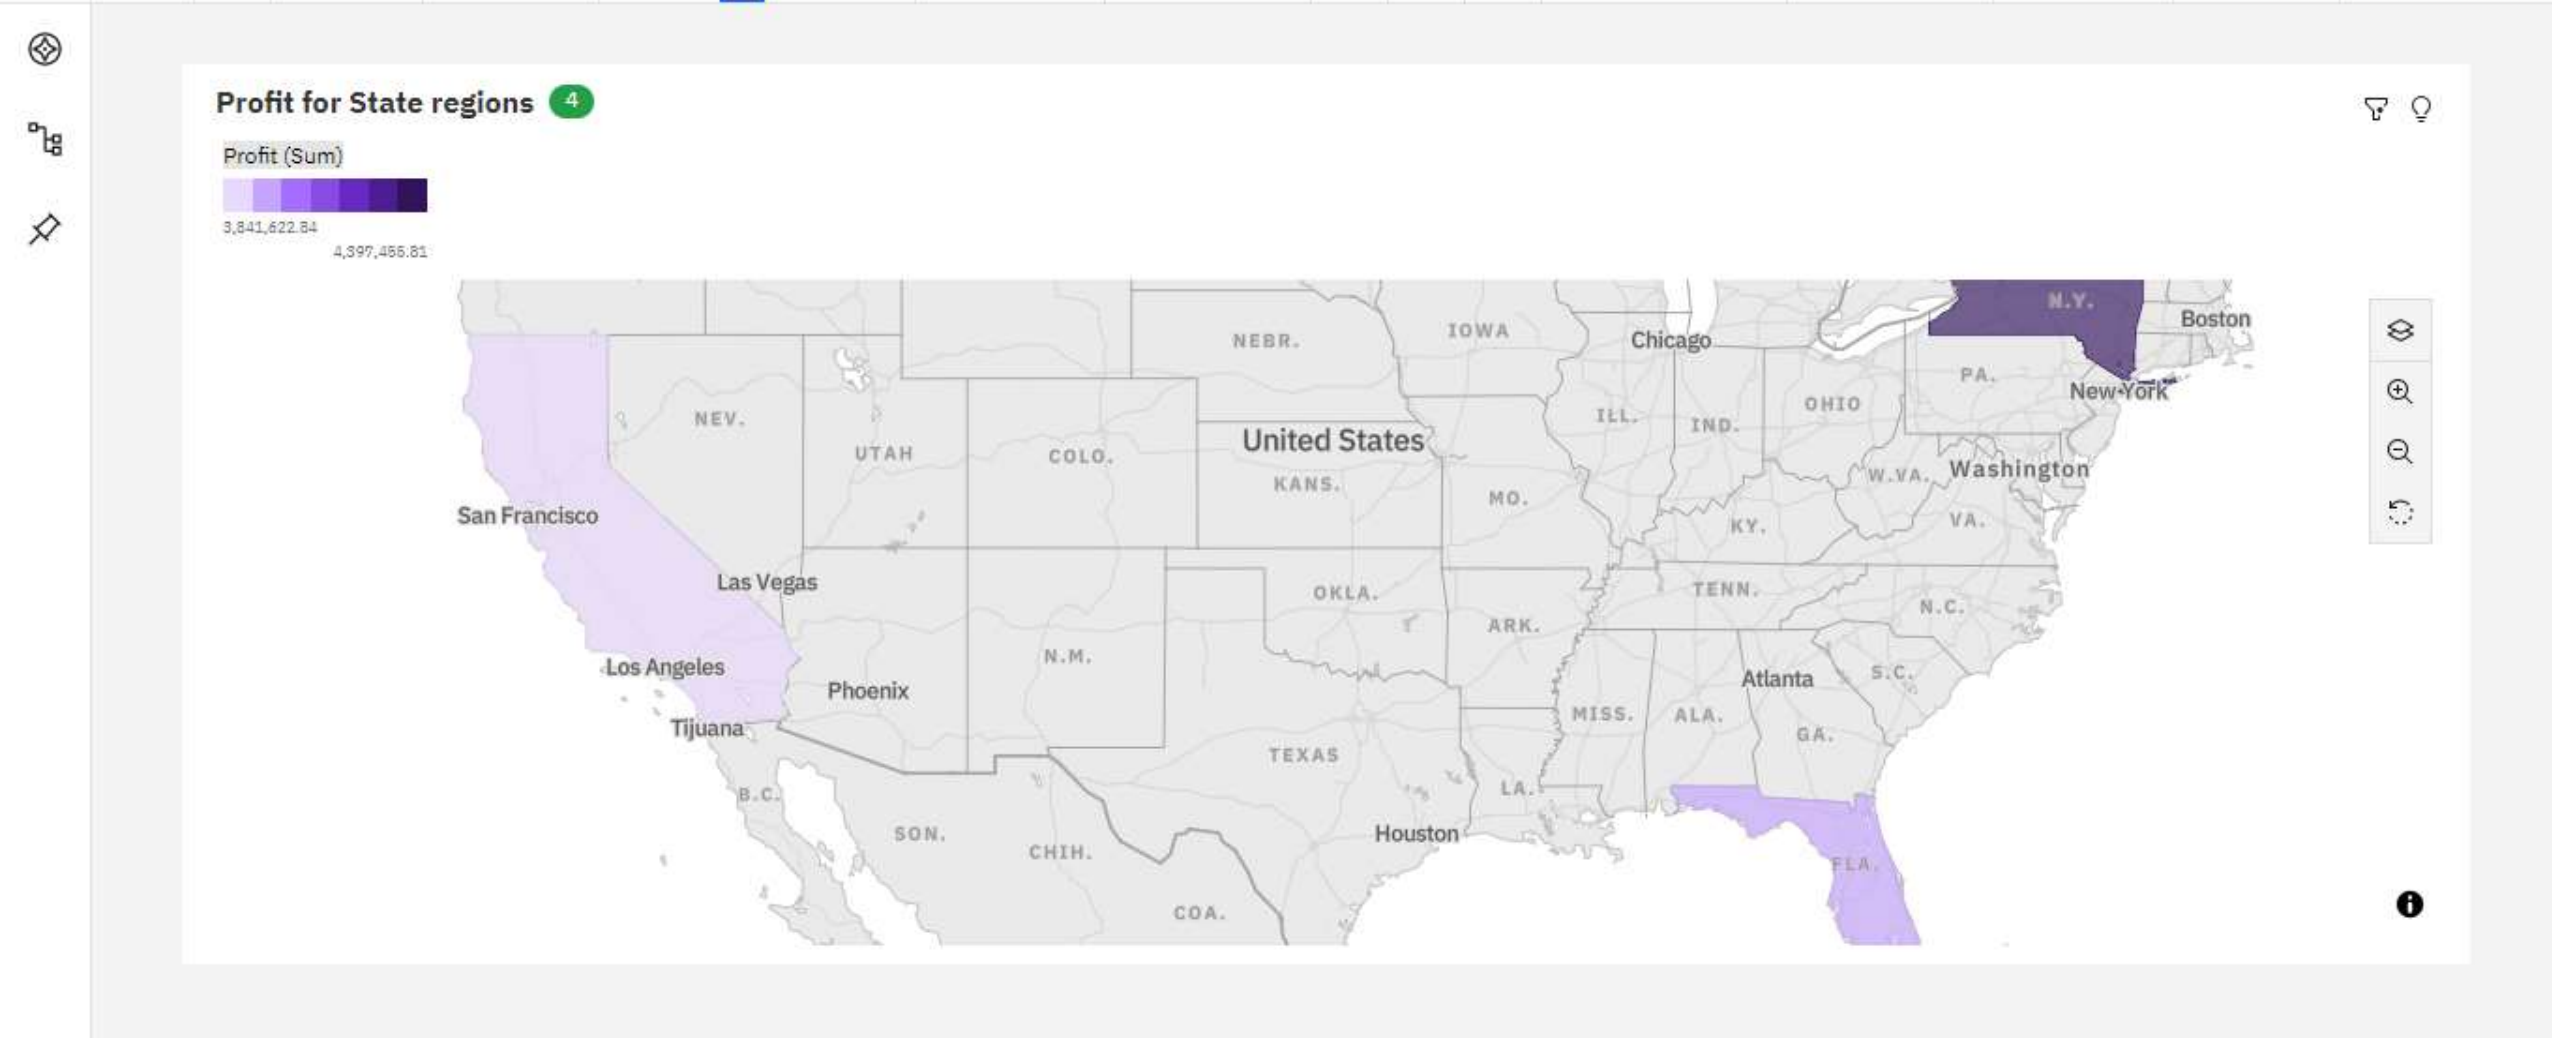 Profit for State regions 4
Profit (Sum)
3,841,622.84
4,397,455.81
N.Y.
Boston
NEBR.
IOWA
Chicago
PA.
New York
NEV.
OHIO
ILL.
IND.
United States
UTAH
COLO.
KANS.
W.VA.
Washington
MO.
San Francisco
KY.
VA.
Las Vegas
OKLA.
TENN.
N.C.
ARK.
N.M.
Los Angeles
Phoenix
Atlanta
S.C.
Tijuana
MISS.
ALA.
GA.
TEXAS
B.C.
LA.
SON.
CHIH.
Houston
FLA.
COA.